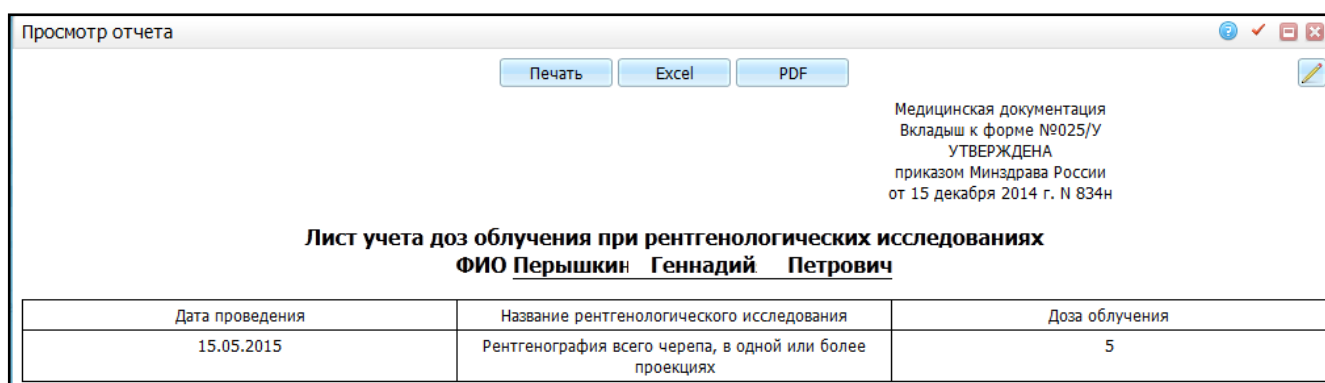 Просмотр отчета
Печать Excel PDF
Медицинская документация
Вкладыш к форме №025/У
УТВЕРЖДЕНА
приказом Минздрава России
от 15 декабря 2014 г. N 834н
Лист учета доз облучения при рентгенологических исследованиях
ФИО Перышкин Геннадий Петрович
Дата проведения Название рентгенологического исследования Доза облучения
15.05.2015 Рентгенография всего черепа, в одной или более 5
проекциях